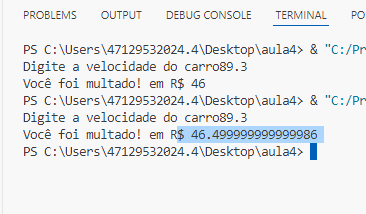 PROBLEMS OUTPUT DEBUG CONSOLE TERMINAL PO
PS C:\Users\47129532024.4\Desktop\aula4> & "C:/Pr
Digite a velocidade do carro89.3
Você foi multado! em R$ 46
PS C:\Users\47129532024.4\Desktop\aula4> & "C:/Pr
Digite a velocidade do carro89.3
Você foi multado! em R$ 46.499999999999986
PS C:\Users\47129532024.4\Desktop\aula4>